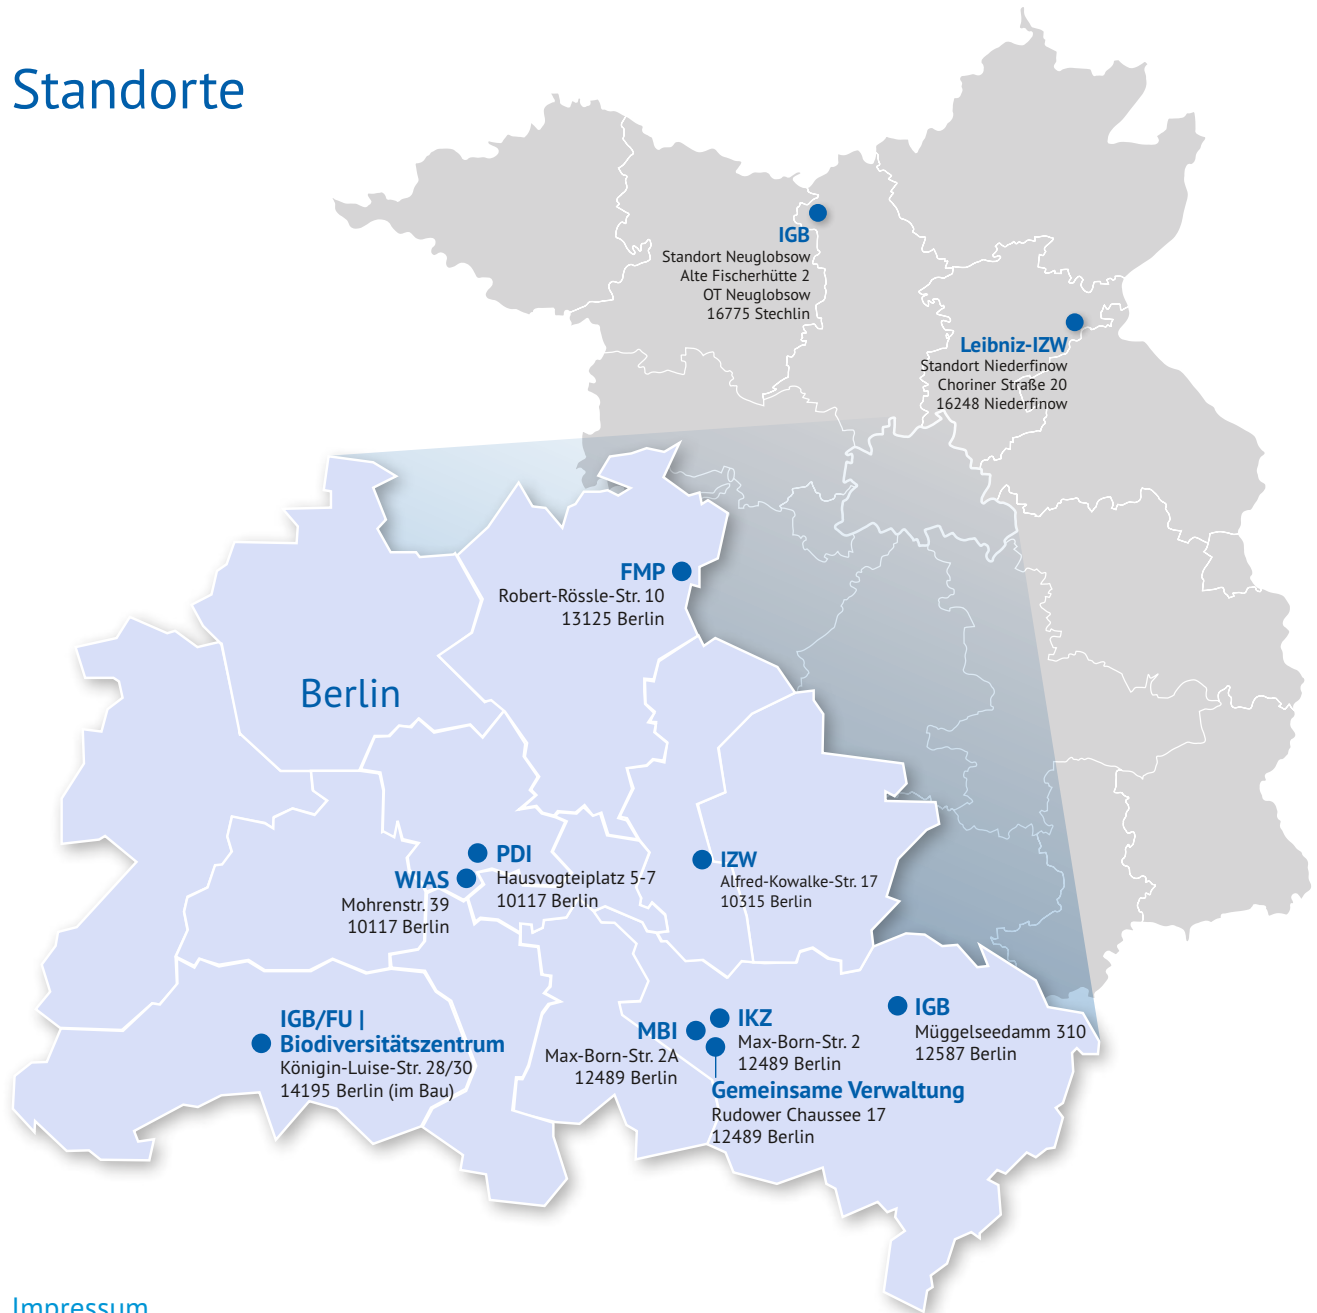 Standorte
IGB
Standort Neuglobsow
Alte Fischerhütte 2
OT Neuglobsow
16775 Stechlin
Leibniz-IZW
Standort Niederfinow
Choriner Straße 20
16248 Niederfinow
FMP
Robert-Rössle-Str. 10
13125 Berlin
Berlin
PDI
Hausvogteiplatz 5-7
10117 Berlin
WIAS
Mohrenstr. 39
10117 Berlin
IZW
Alfred-Kowalke-Str. 17
10315 Berlin
IGB/FU |
Biodiversitätszentrum
Königin-Luise-Str. 28/30
14195 Berlin (im Bau)
MBI
Max-Born-Str. 2A
12489 Berlin
IKZ
Max-Born-Str. 2
12489 Berlin
Gemeinsame Verwaltung
Rudower Chaussee 17
12489 Berlin
IGB
Müggelseedamm 310
12587 Berlin
Impressum